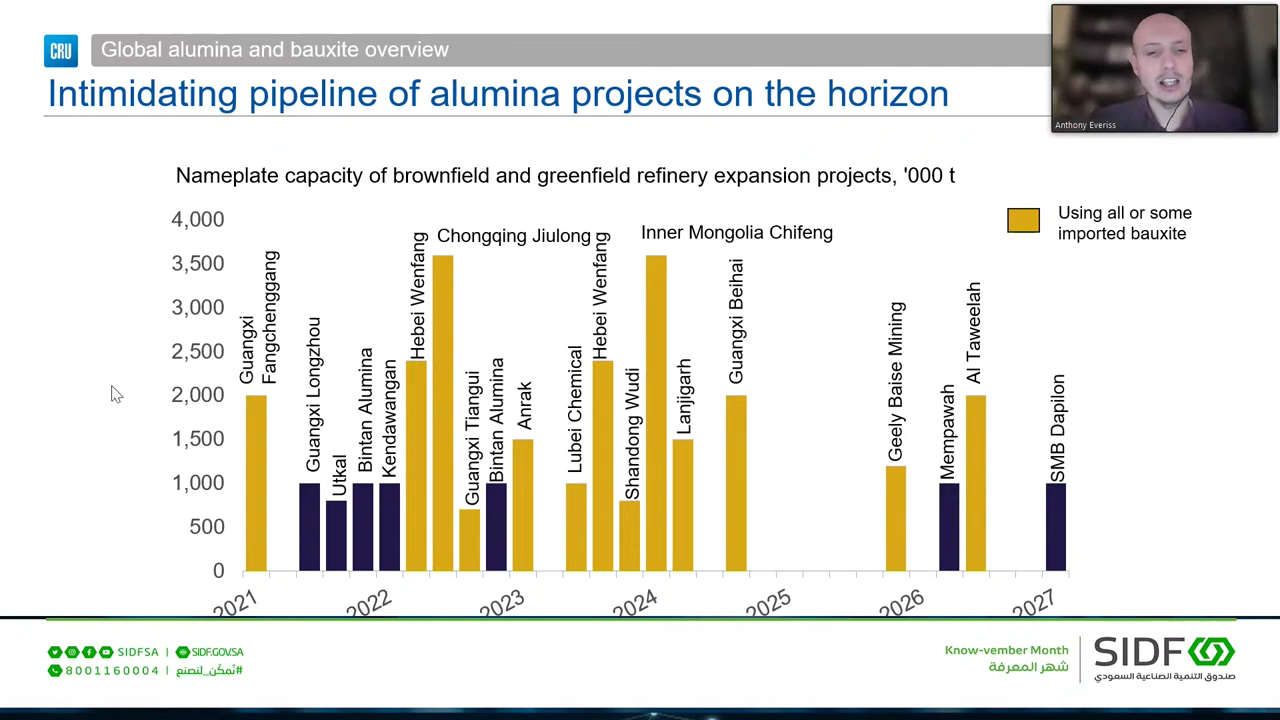 CRU
Global alumina and bauxite overview
Intimidating pipeline of alumina projects on the horizon
Anthony Everiss
Nameplate capacity of brownfield and greenfield refinery expansion projects, '000 t
Using all or some
imported bauxite
4,000
3,500
3,000
2,500
2,000
1,500
1,000
500
0
Guangxi
Fangchenggang
Guangxi Longzhou
Utkal
Bintan Alumina
Kendawangan
Hebei Wenfang
Chongqing Jiulong
Guangxi Tiangui
Bintan Alumina
Anrak
Lubei Chemical
Hebei Wenfang
Shandong Wudi
Inner Mongolia Chifeng
Lanjigarh
Guangxi Beihai
Geely Baise Mining
Mempawah
Al Taweelah
SMB Dapilon
2021
2022
2023
2024
2025
2026
2027
SIDFSA | SIDF.GOV.SA
8001160004 | #نُمكّن_لنصنع
Know-vember Month
شهر المعرفة
SIDF
صندوق التنمية الصناعية السعودي